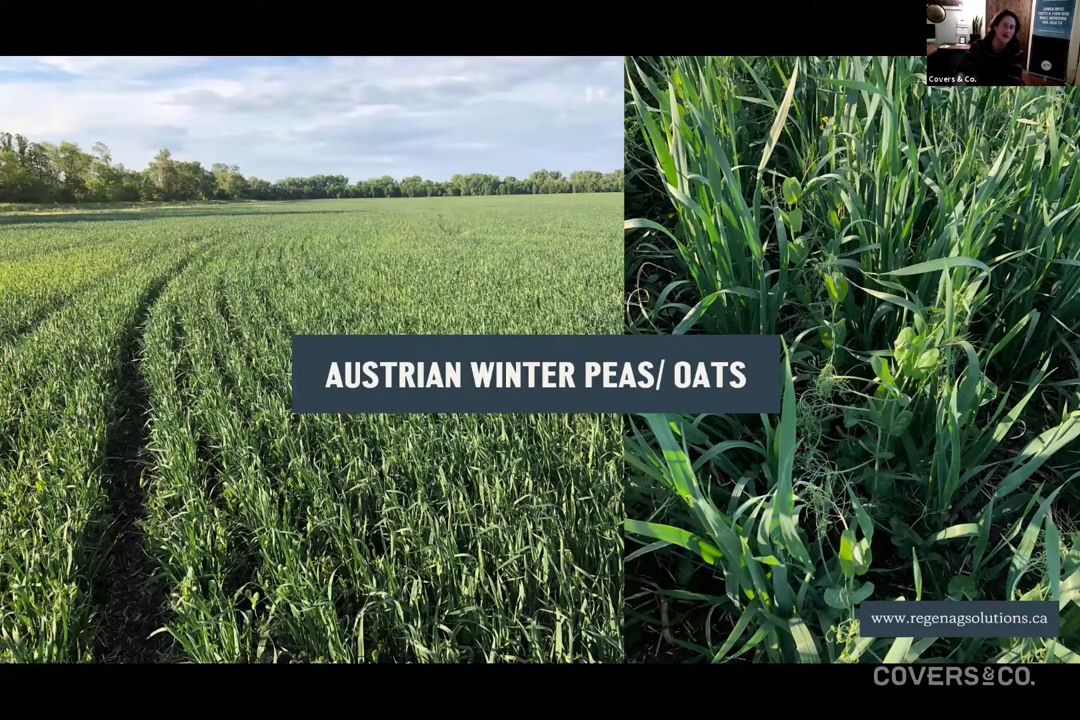 Covers & Co.
AUSTRIAN WINTER PEAS/ OATS
www.regenagsolutions.ca
COVERS&CO.